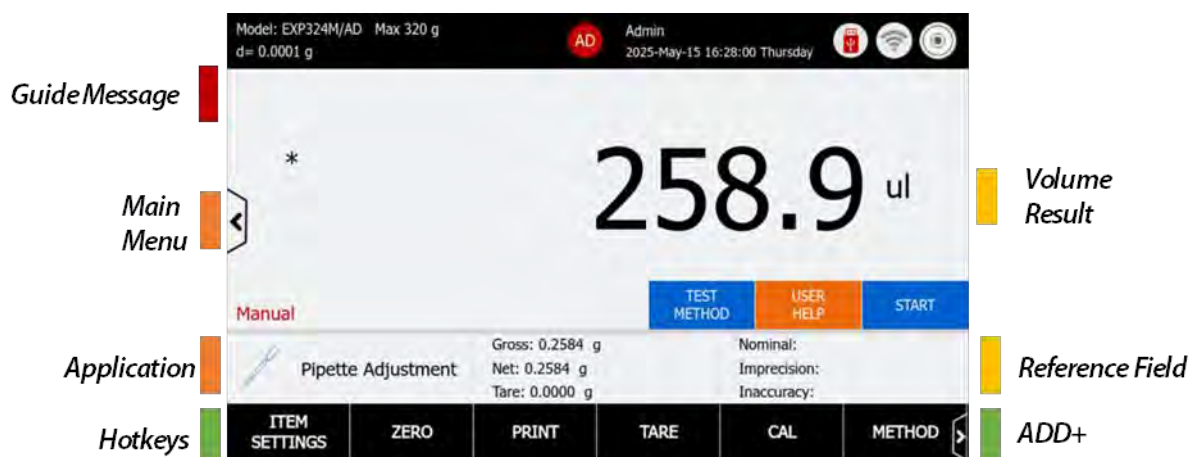 Model: EXP324M/AD Max 320 g
d= 0.0001 g
AD
Admin
2025-May-15 16:28:00 Thursday
Guide Message
*
258.9 ul
Main
Menu
Volume
Result
Manual
TEST
METHOD
USER
HELP
START
Application
Pipette Adjustment
Gross: 0.2584 g
Net: 0.2584 g
Tare: 0.0000 g
Nominal:
Imprecision:
Inaccuracy:
Reference Field
Hotkeys
ITEM
SETTINGS
ZERO
PRINT
TARE
CAL
METHOD
ADD+